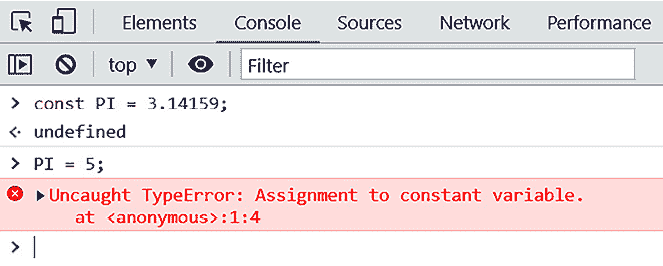 Elements Console Sources Network Performance
top ▼ Filter
> const PI = 3.14159;
<· undefined
> PI = 5;
▶Uncaught TypeError: Assignment to constant variable.
at <anonymous>:1:4
>